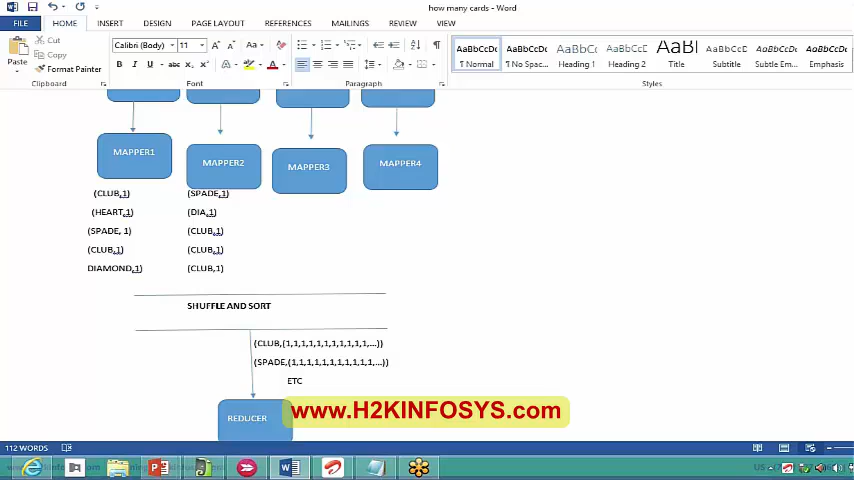 how many cards - Word
FILE HOME INSERT DESIGN PAGE LAYOUT REFERENCES MAILINGS REVIEW VIEW
Cut
Copy
Format Painter
Paste
Calibri (Body) 11
AaBbCcDc AaBbCcDc AaBbCc AaBbCcC AaBl AaBbCcD AaBbCcDc AaBbCcDc
¶ Normal ¶ No Spac... Heading 1 Heading 2 Title Subtitle Subtle Em... Emphasis
Clipboard Font Paragraph Styles
MAPPER1 MAPPER2 MAPPER3 MAPPER4
(CLUB,1) (SPADE,1)
(HEART,1) (DIA,1)
(SPADE, 1) (CLUB,1)
(CLUB,1) (CLUB,1)
DIAMOND,1) (CLUB,1)
SHUFFLE AND SORT
(CLUB,(1,1,1,1,1,1,1,1,1,1,1,...))
(SPADE,(1,1,1,1,1,1,1,1,1,1,1,...))
ETC
REDUCER
www.H2KINFOSYS.com
112 WORDS